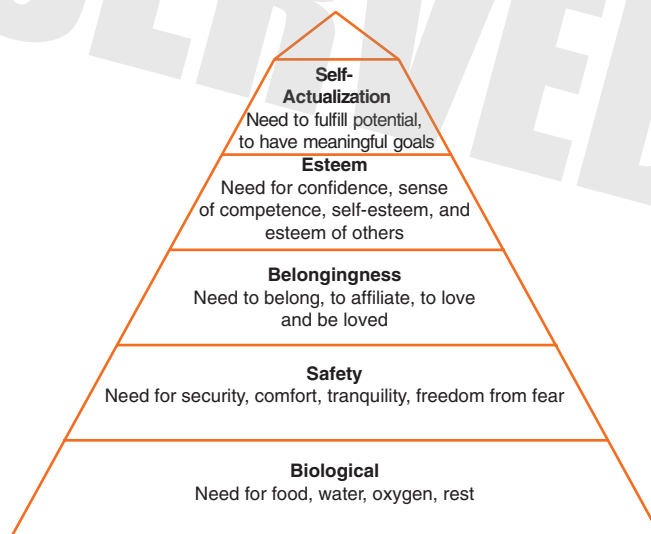 SERVED
Self-
Actualization
Need to fulfill potential,
to have meaningful goals
Esteem
Need for confidence, sense
of competence, self-esteem, and
esteem of others
Belongingness
Need to belong, to affiliate, to love
and be loved
Safety
Need for security, comfort, tranquility, freedom from fear
Biological
Need for food, water, oxygen, rest